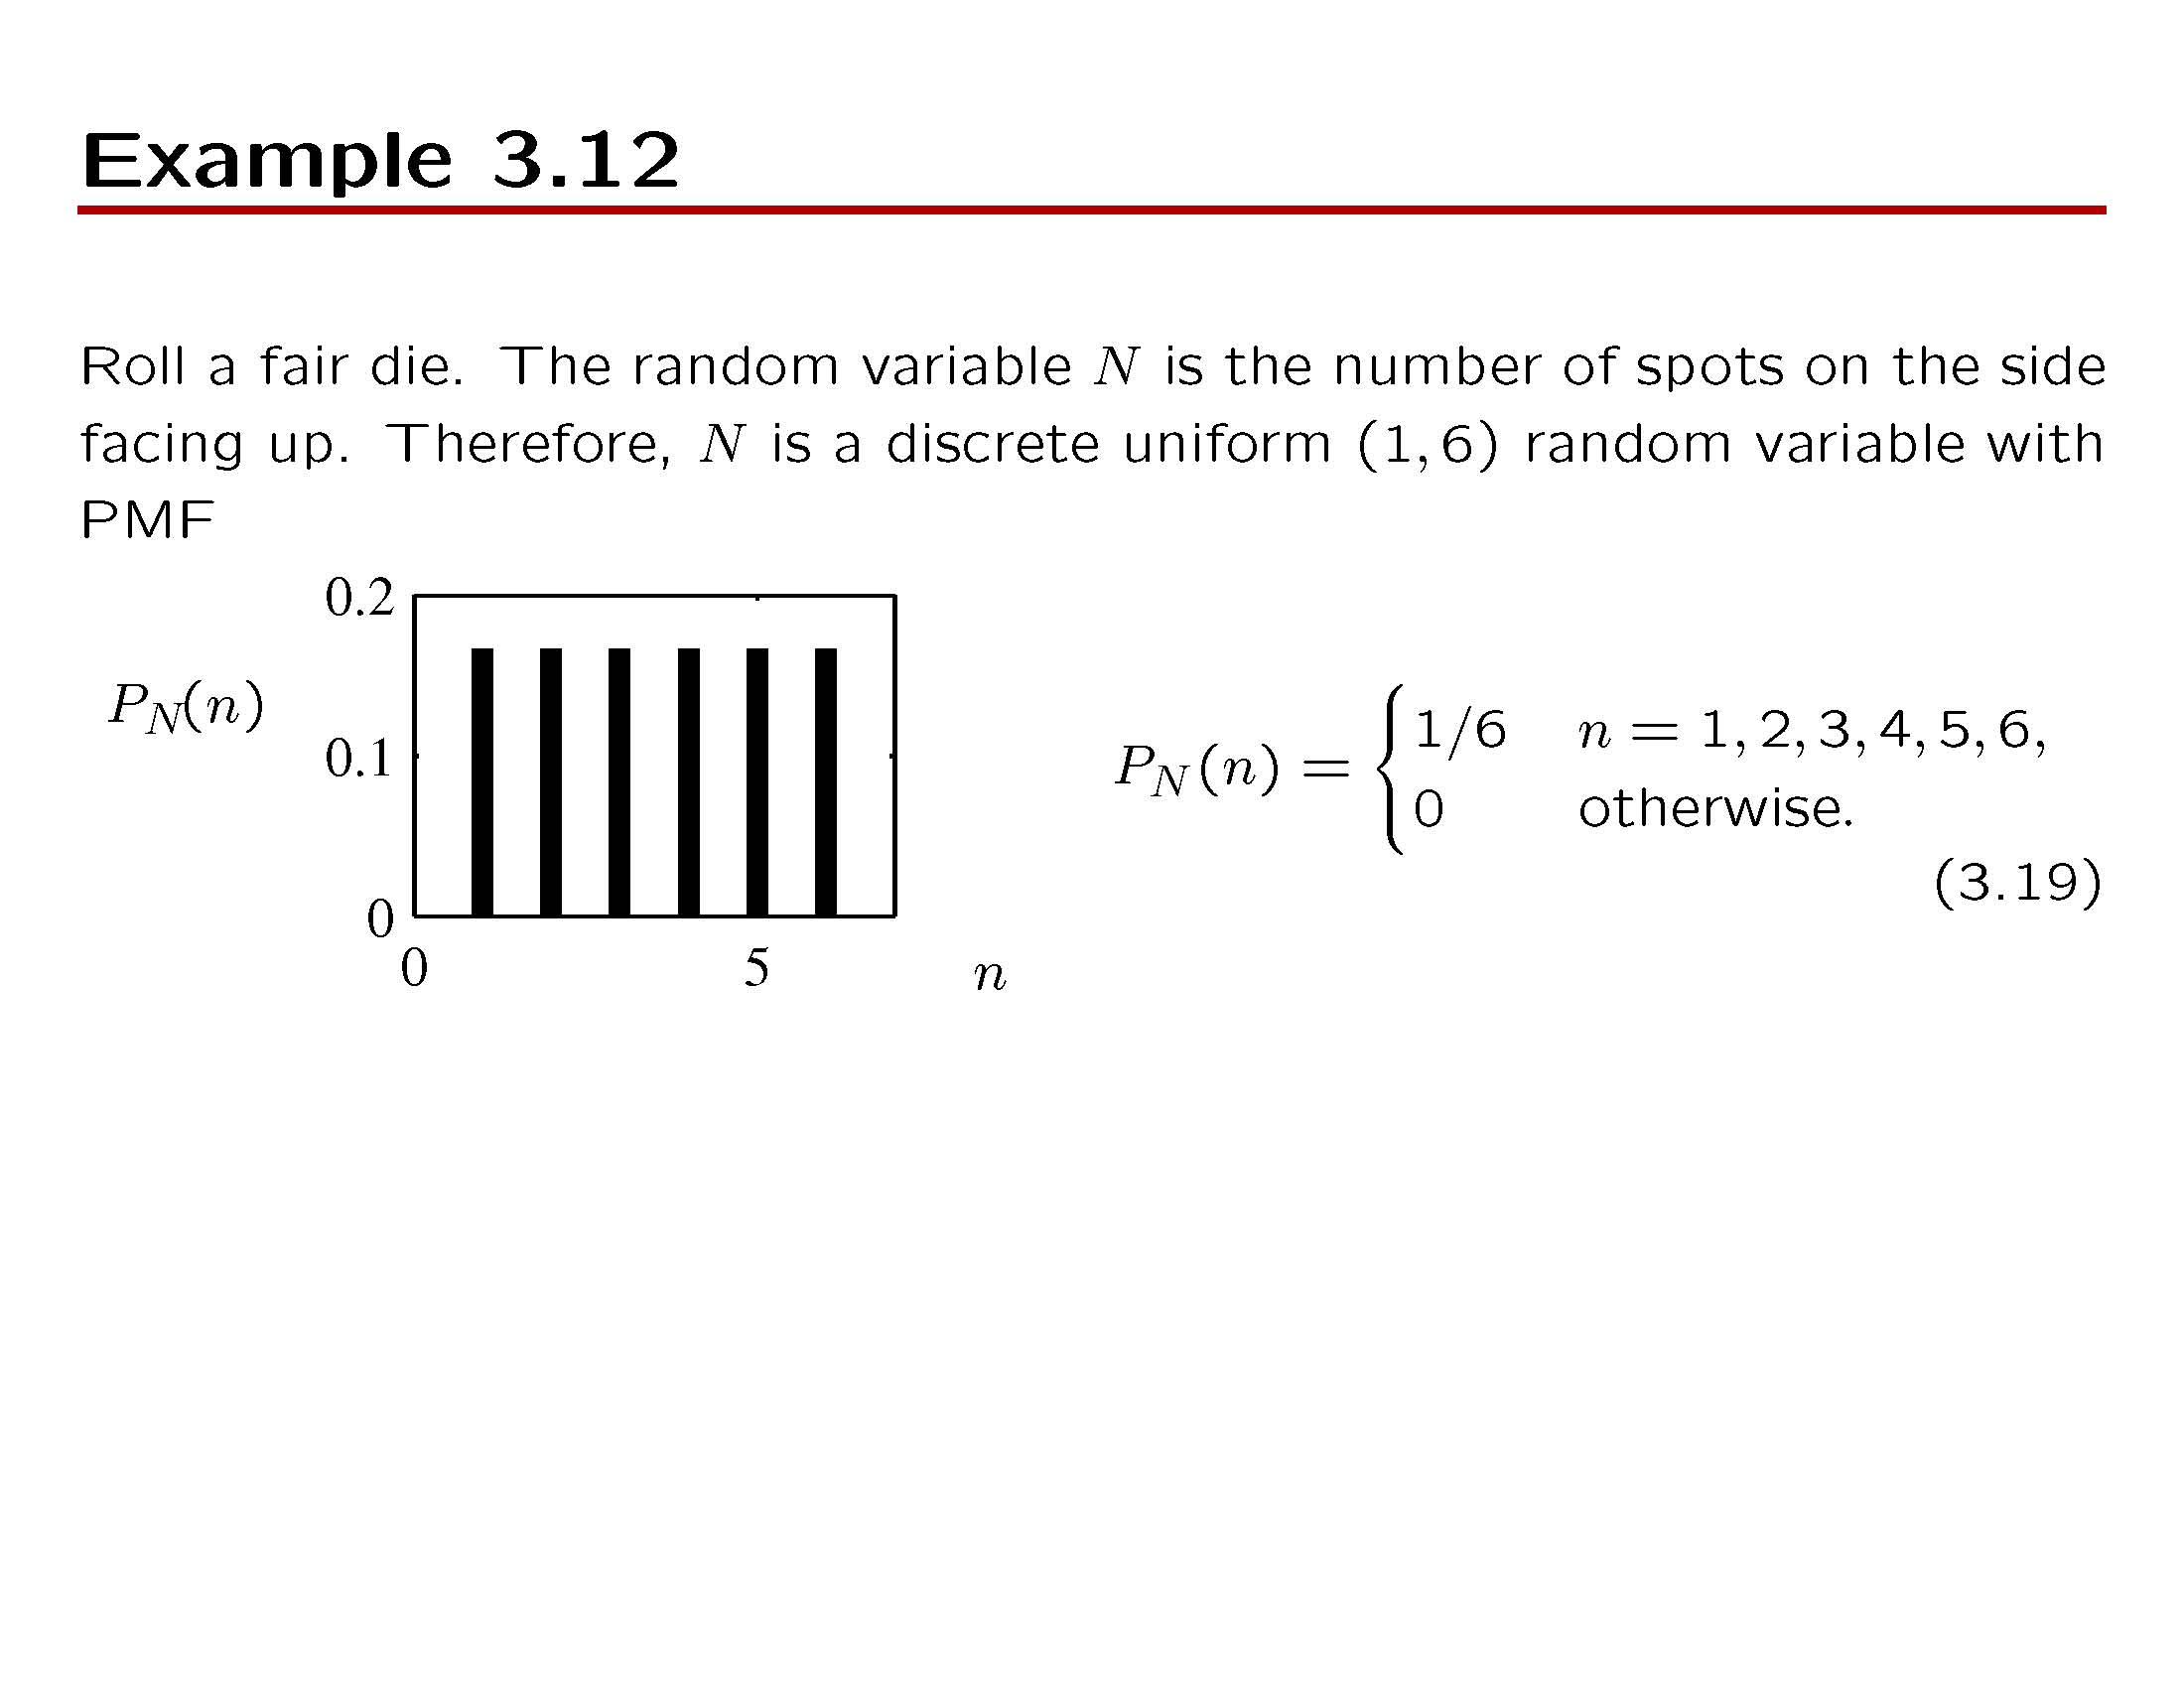 Example 3.12
Roll a fair die. The random variable N is the number of spots on the side
facing up. Therefore, N is a discrete uniform (1, 6) random variable with
PMF
0.2
P_N(n)
0.1
0
0 5 n
P_N(n) = { 1/6 n = 1, 2, 3, 4, 5, 6,
0 otherwise.
(3.19)